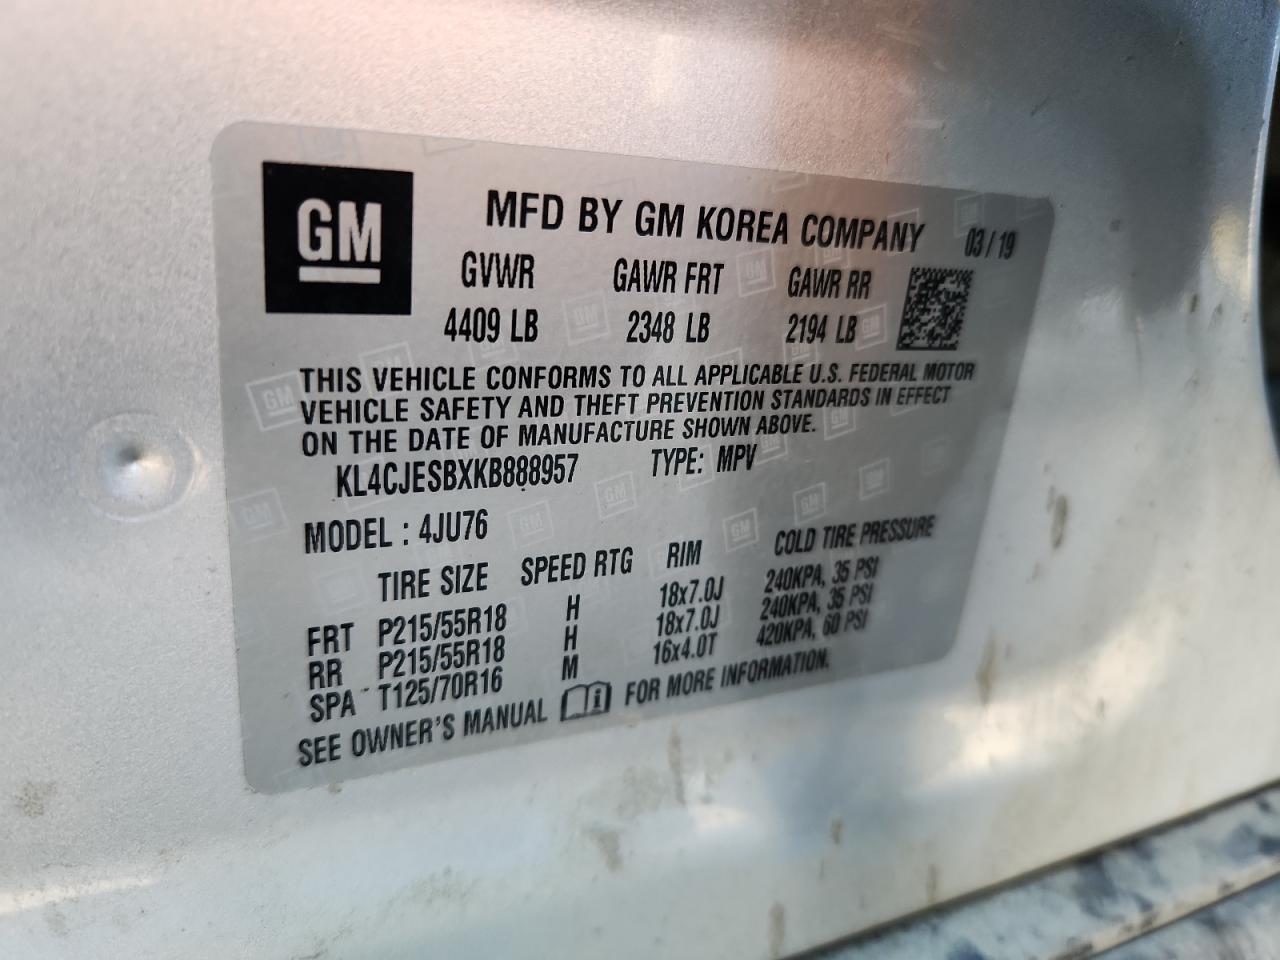 GM
MFD BY GM KOREA COMPANY 03/19
GVWR GAWR FRT GAWR RR
4409 LB 2348 LB 2194 LB
THIS VEHICLE CONFORMS TO ALL APPLICABLE U.S. FEDERAL MOTOR
VEHICLE SAFETY AND THEFT PREVENTION STANDARDS IN EFFECT
ON THE DATE OF MANUFACTURE SHOWN ABOVE.
KL4CJESBXKB888957 TYPE: MPV
MODEL : 4JU76
TIRE SIZE SPEED RTG RIM COLD TIRE PRESSURE
FRT P215/55R18 H 18x7.0J 240KPA, 35 PSI
RR P215/55R18 H 18x7.0J 240KPA, 35 PSI
SPA T125/70R16 M 16x4.0T 420KPA, 60 PSI
SEE OWNER'S MANUAL FOR MORE INFORMATION.